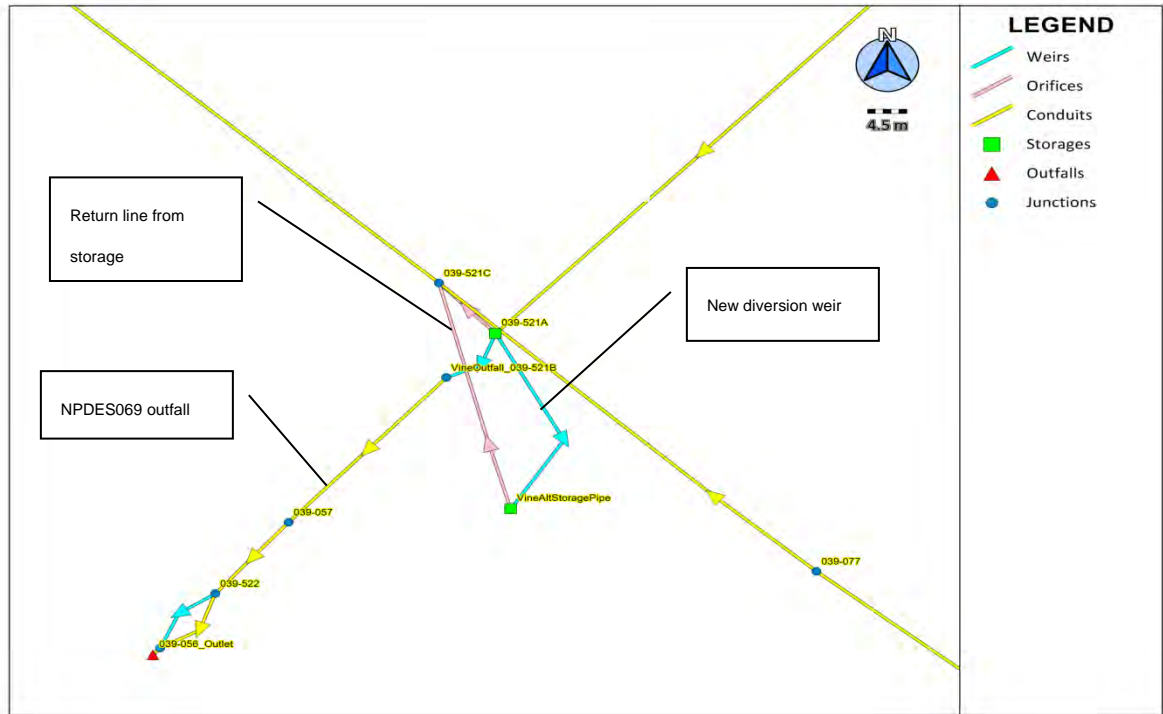 LEGEND
Weirs
Orifices
Conduits
Storages
Outfalls
Junctions
N
4.5 m
Return line from
storage
039-521C
039-521A
New diversion weir
VineOutfall_039-521B
NPDES069 outfall
VineAltStoragePipe
039-057
039-077
039-522
039-056_Outlet